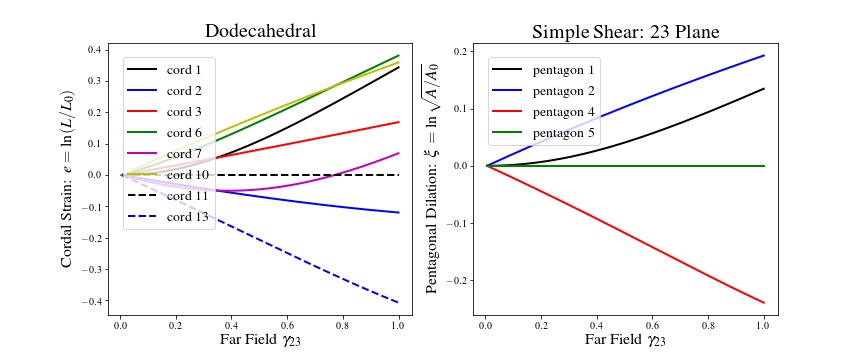 Dodecahedral
Simple Shear: 23 Plane
Cordal Strain: e = ln(L/L₀)
0.4
0.3
0.2
0.1
0.0
−0.1
−0.2
−0.3
−0.4
cord 1
cord 2
cord 3
cord 6
cord 7
cord 10
cord 11
cord 13
0.0 0.2 0.4 0.6 0.8 1.0
Far Field γ₂₃
Pentagonal Dilation: ξ = ln √A/A₀
0.2
0.1
0.0
−0.1
−0.2
pentagon 1
pentagon 2
pentagon 4
pentagon 5
0.0 0.2 0.4 0.6 0.8 1.0
Far Field γ₂₃